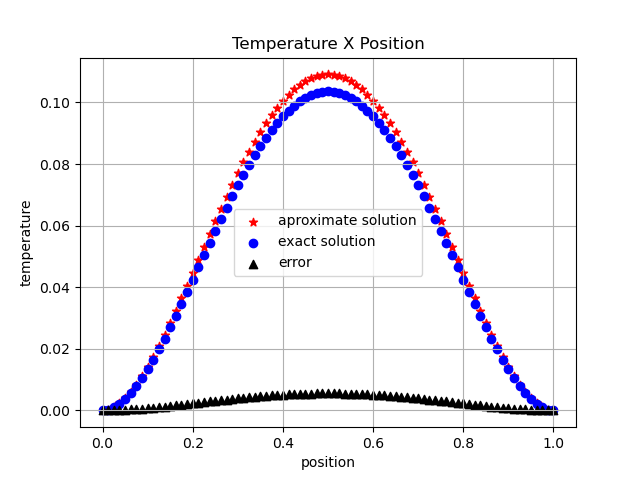 Temperature X Position
temperature
0.10
0.08
0.06
0.04
0.02
0.00
aproximate solution
exact solution
error
0.0 0.2 0.4 0.6 0.8 1.0
position